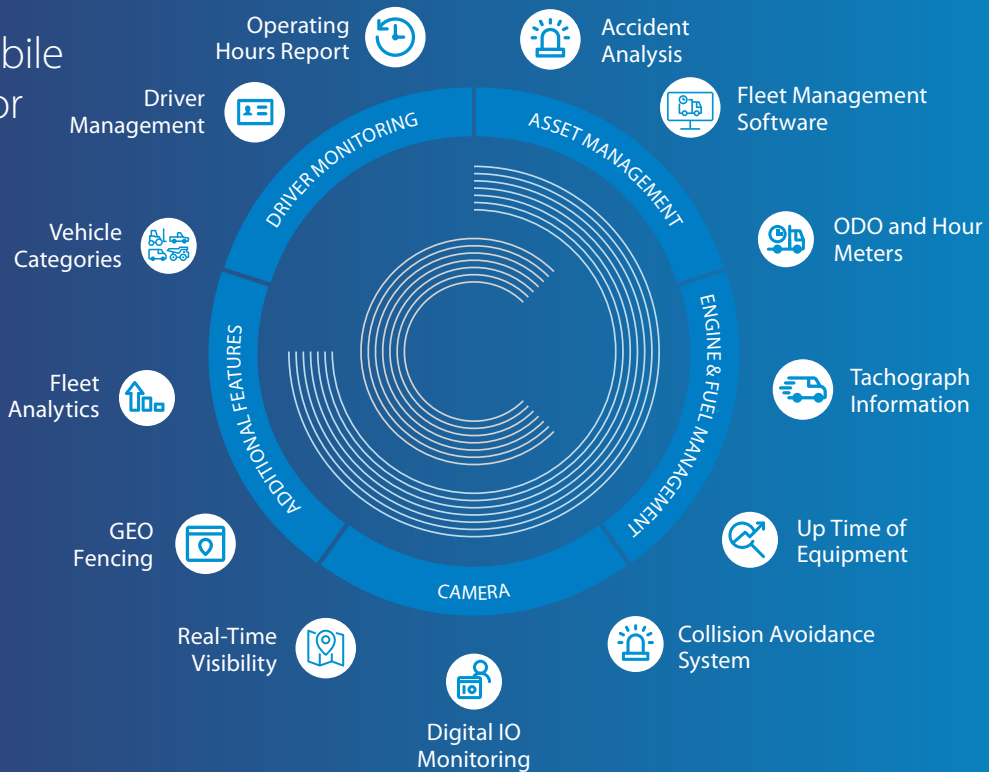 bile
or
Operating
Hours Report
Accident
Analysis
Driver
Management
Fleet Management
Software
DRIVER MONITORING
ASSET MANAGEMENT
Vehicle
Categories
ODO and Hour
Meters
ADDITIONAL FEATURES
ENGINE & FUEL MANAGEMENT
Fleet
Analytics
Tachograph
Information
GEO
Fencing
Up Time of
Equipment
CAMERA
Real-Time
Visibility
Collision Avoidance
System
IO
Digital IO
Monitoring